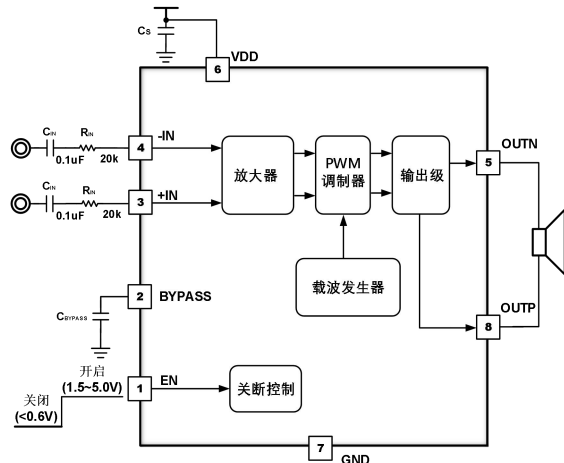 Cs
6
VDD
CIN
RIN
0.1uF
20k
4
-IN
CIN
RIN
0.1uF
20k
3
+IN
放大器
PWM
调制器
输出级
OUTN
5
载波发生器
2
BYPASS
CBYPASS
OUTP
8
开启
(1.5~5.0V)
关闭
(<0.6V)
1
EN
关断控制
7
GND